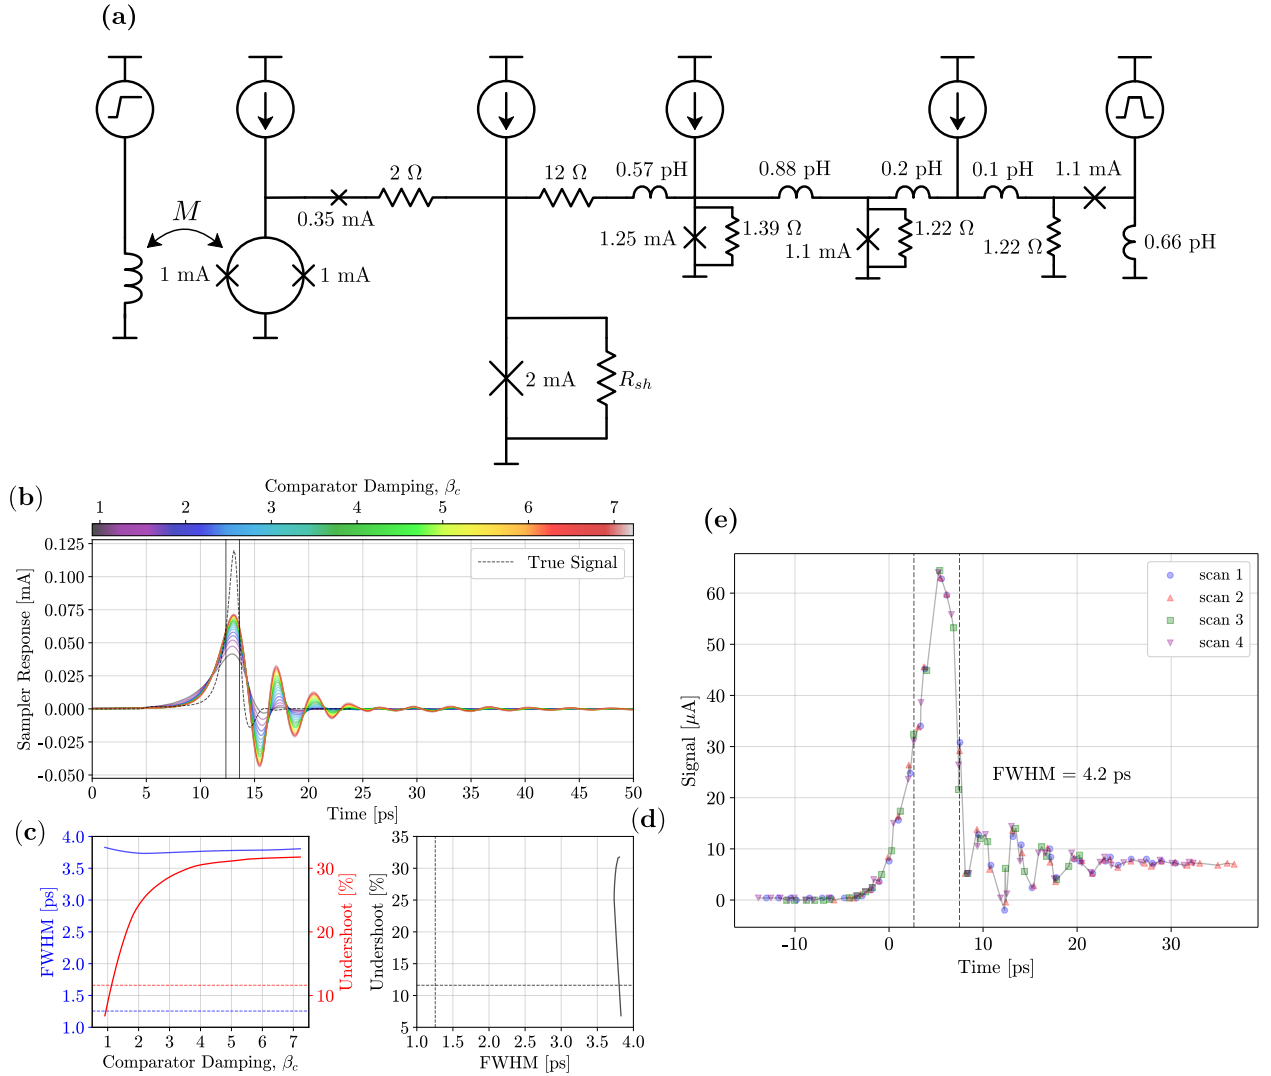 (a)
M
1 mA
1 mA
0.35 mA
2 Ω
12 Ω
0.57 pH
0.88 pH
0.2 pH
0.1 pH
1.1 mA
1.25 mA
1.39 Ω
1.1 mA
1.22 Ω
1.22 Ω
0.66 pH
2 mA
R_sh
(b)
Comparator Damping, β_c
1 2 3 4 5 6 7
Sampler Response [mA]
0.125
0.100
0.075
0.050
0.025
0.000
−0.025
−0.050
True Signal
0 5 10 15 20 25 30 35 40 45 50
Time [ps]
(c)
FWHM [ps]
4.0
3.5
3.0
2.5
2.0
1.5
1.0
30
20
10
Undershoot [%]
1 2 3 4 5 6 7
Comparator Damping, β_c
(d)
Undershoot [%]
35
30
25
20
15
10
5
1.0 1.5 2.0 2.5 3.0 3.5 4.0
FWHM [ps]
(e)
Signal [μA]
60
50
40
30
20
10
0
scan 1
scan 2
scan 3
scan 4
FWHM = 4.2 ps
−10 0 10 20 30
Time [ps]